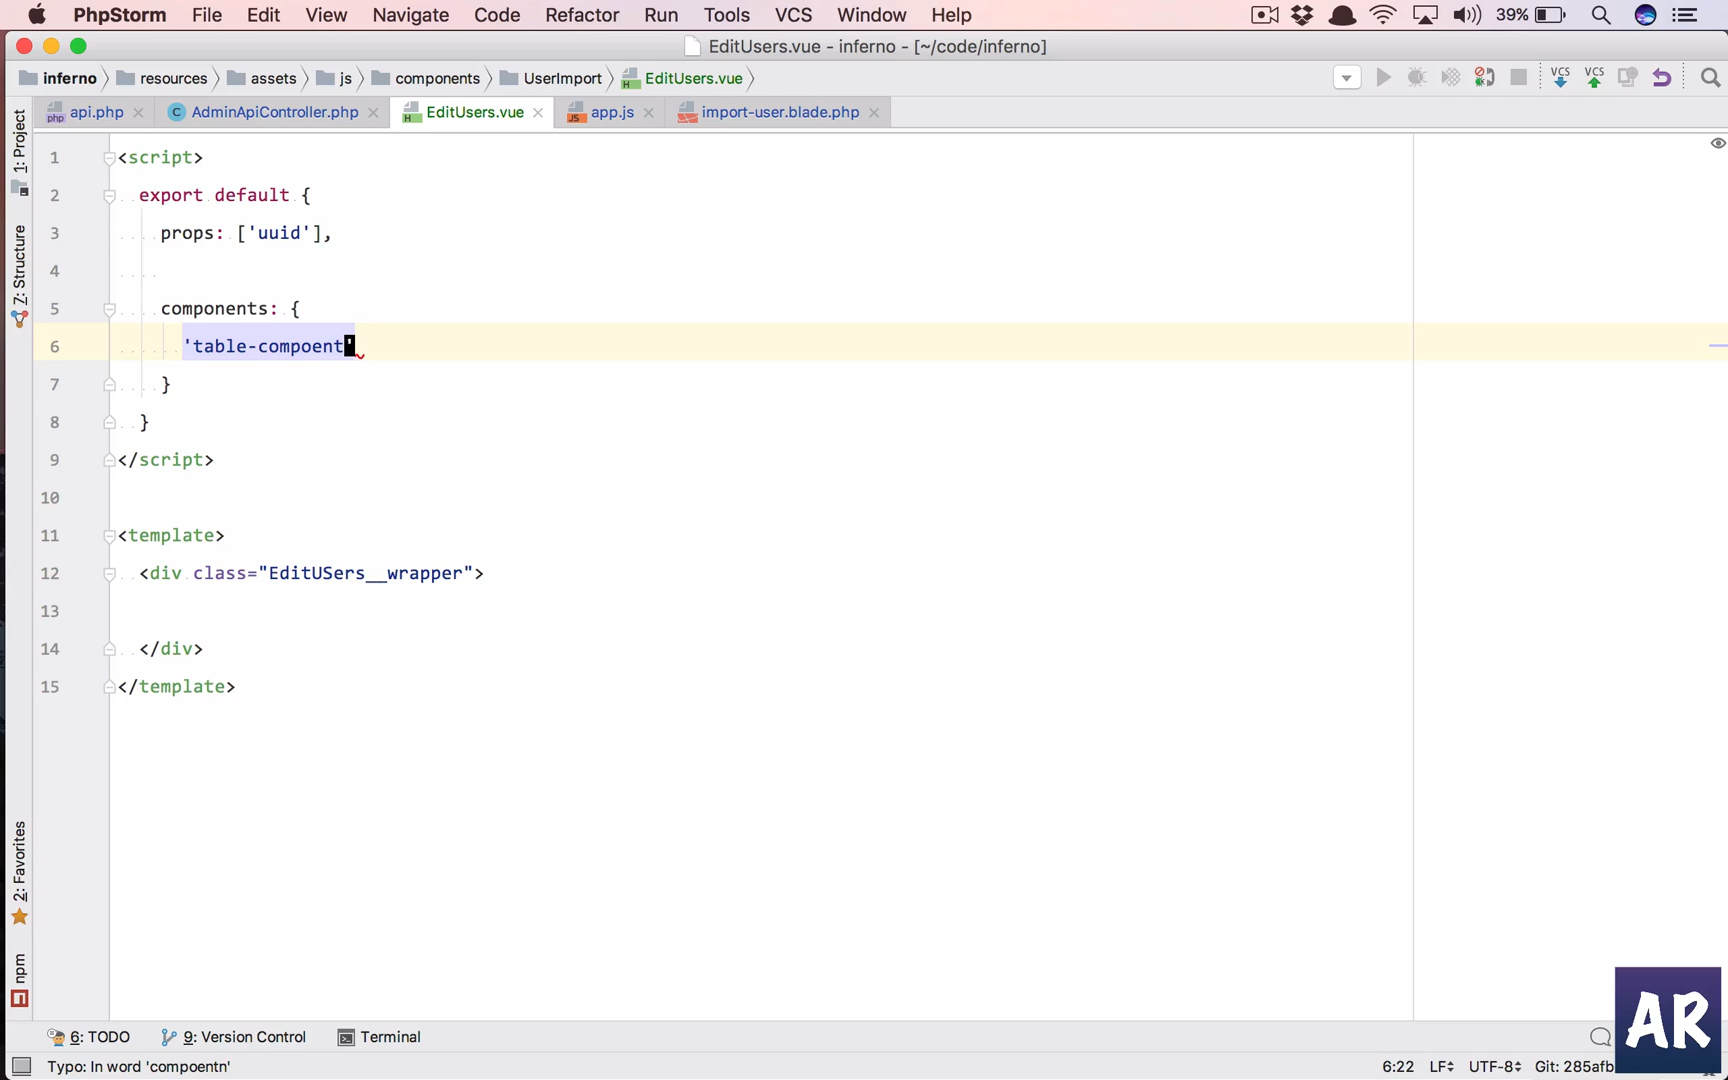 PhpStorm File Edit View Navigate Code Refactor Run Tools VCS Window Help 39%
EditUsers.vue - inferno - [~/code/inferno]
inferno resources assets js components UserImport EditUsers.vue VCS VCS
api.php AdminApiController.php EditUsers.vue app.js import-user.blade.php
1: Project
7: Structure
2: Favorites
npm
1 <script>
2 export default {
3 props: ['uuid'],
4
5 components: {
6 'table-compoent'
7 }
8 }
9 </script>
10
11 <template>
12 <div class="EditUSers__wrapper">
13
14 </div>
15 </template>
6: TODO 9: Version Control Terminal
Typo: In word 'compoentn' 6:22 LF UTF-8 Git: 285afb
AR